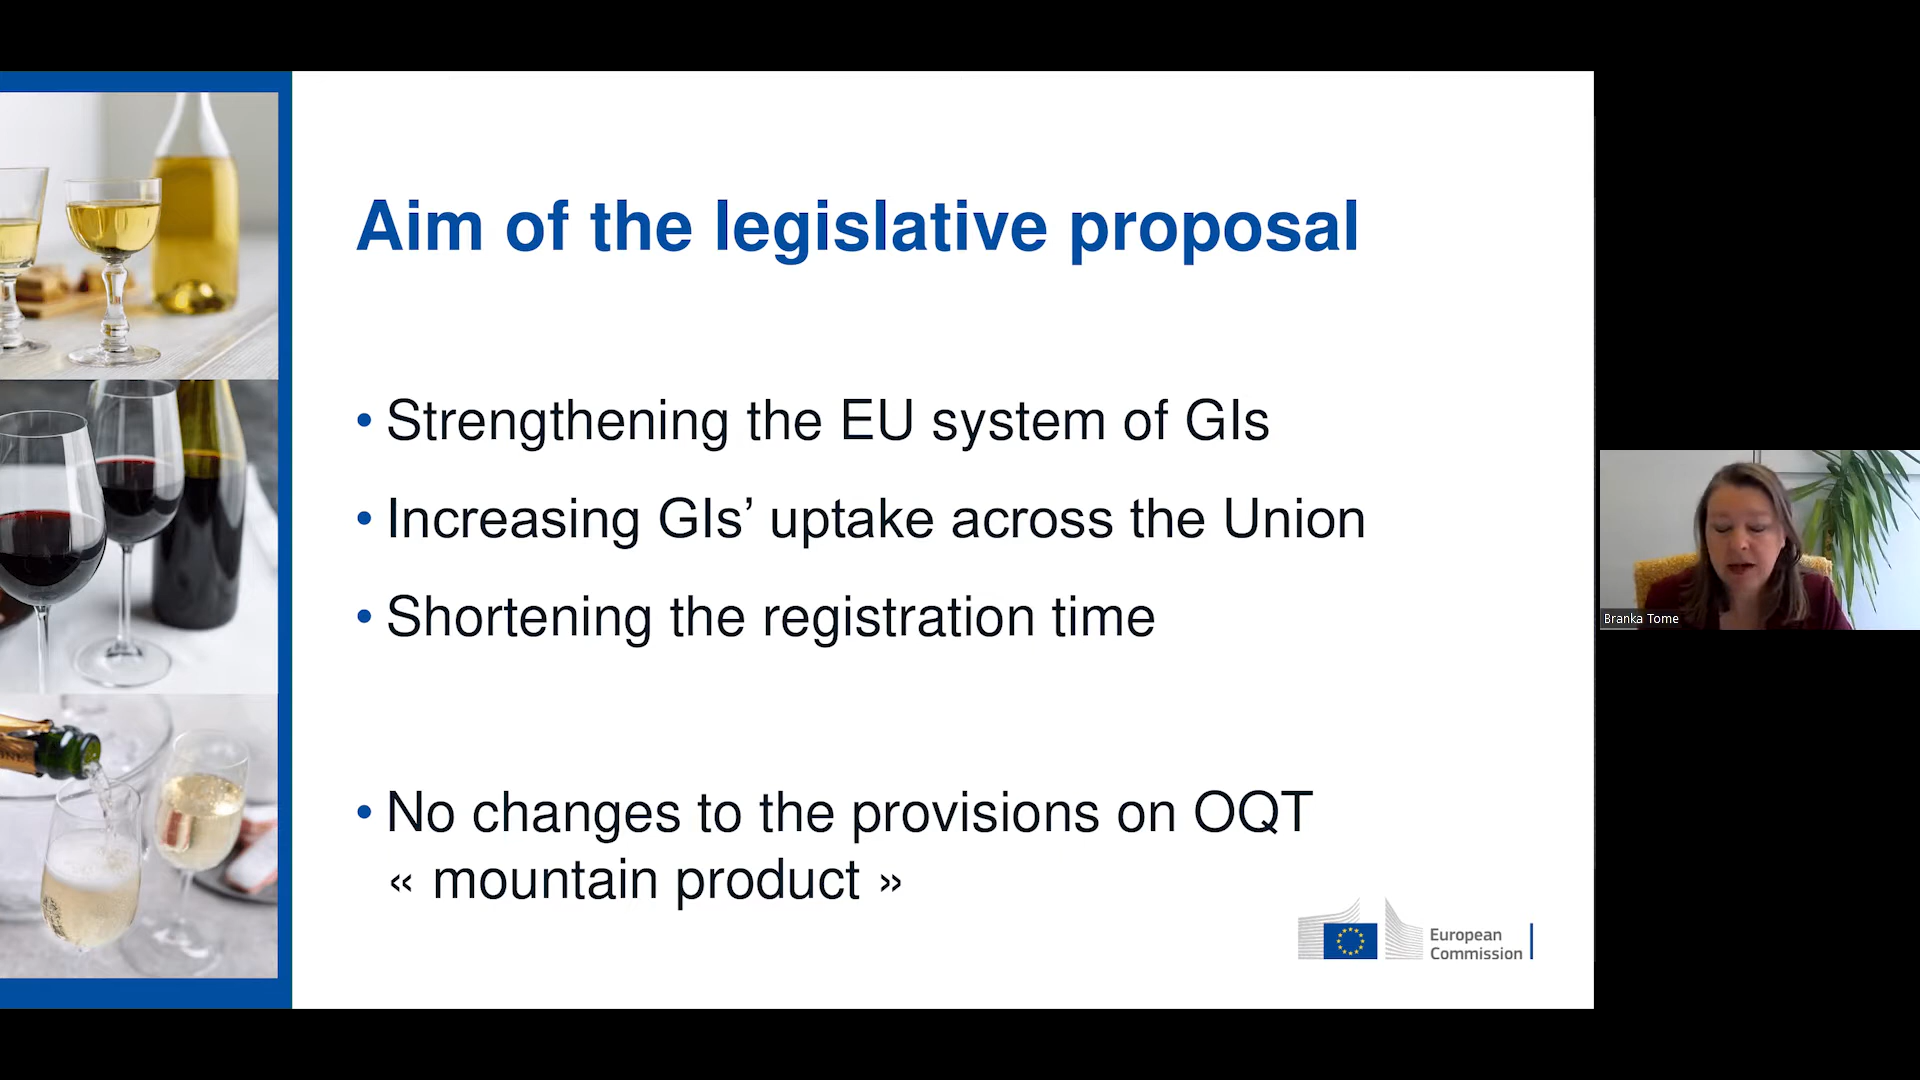 Aim of the legislative proposal
• Strengthening the EU system of GIs
• Increasing GIs’ uptake across the Union
• Shortening the registration time
• No changes to the provisions on OQT
« mountain product »
European
Commission
Branka Tome